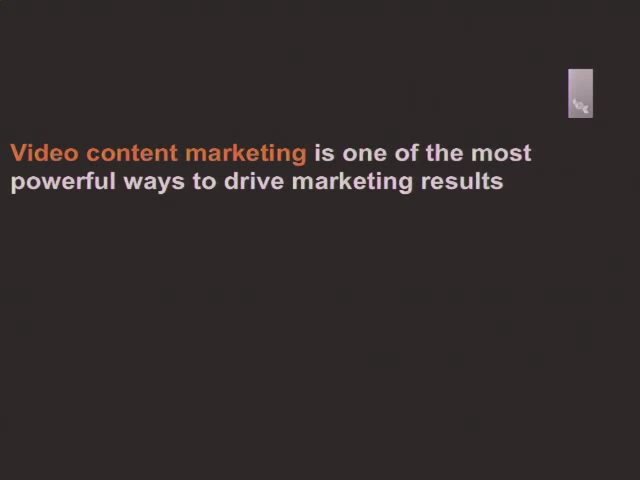 Video content marketing is one of the most
powerful ways to drive marketing results